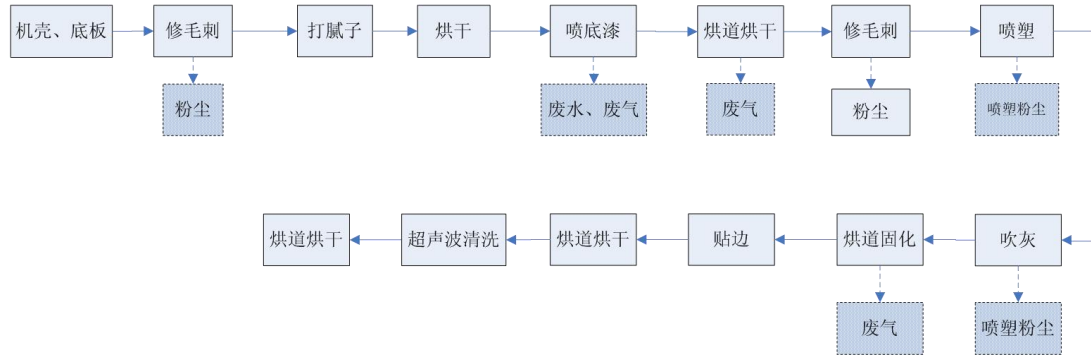 机壳、底板
修毛刺
打腻子
烘干
喷底漆
烘道烘干
修毛刺
喷塑
粉尘
废水、废气
废气
粉尘
喷塑粉尘
烘道烘干
超声波清洗
烘道烘干
贴边
烘道固化
吹灰
废气
喷塑粉尘